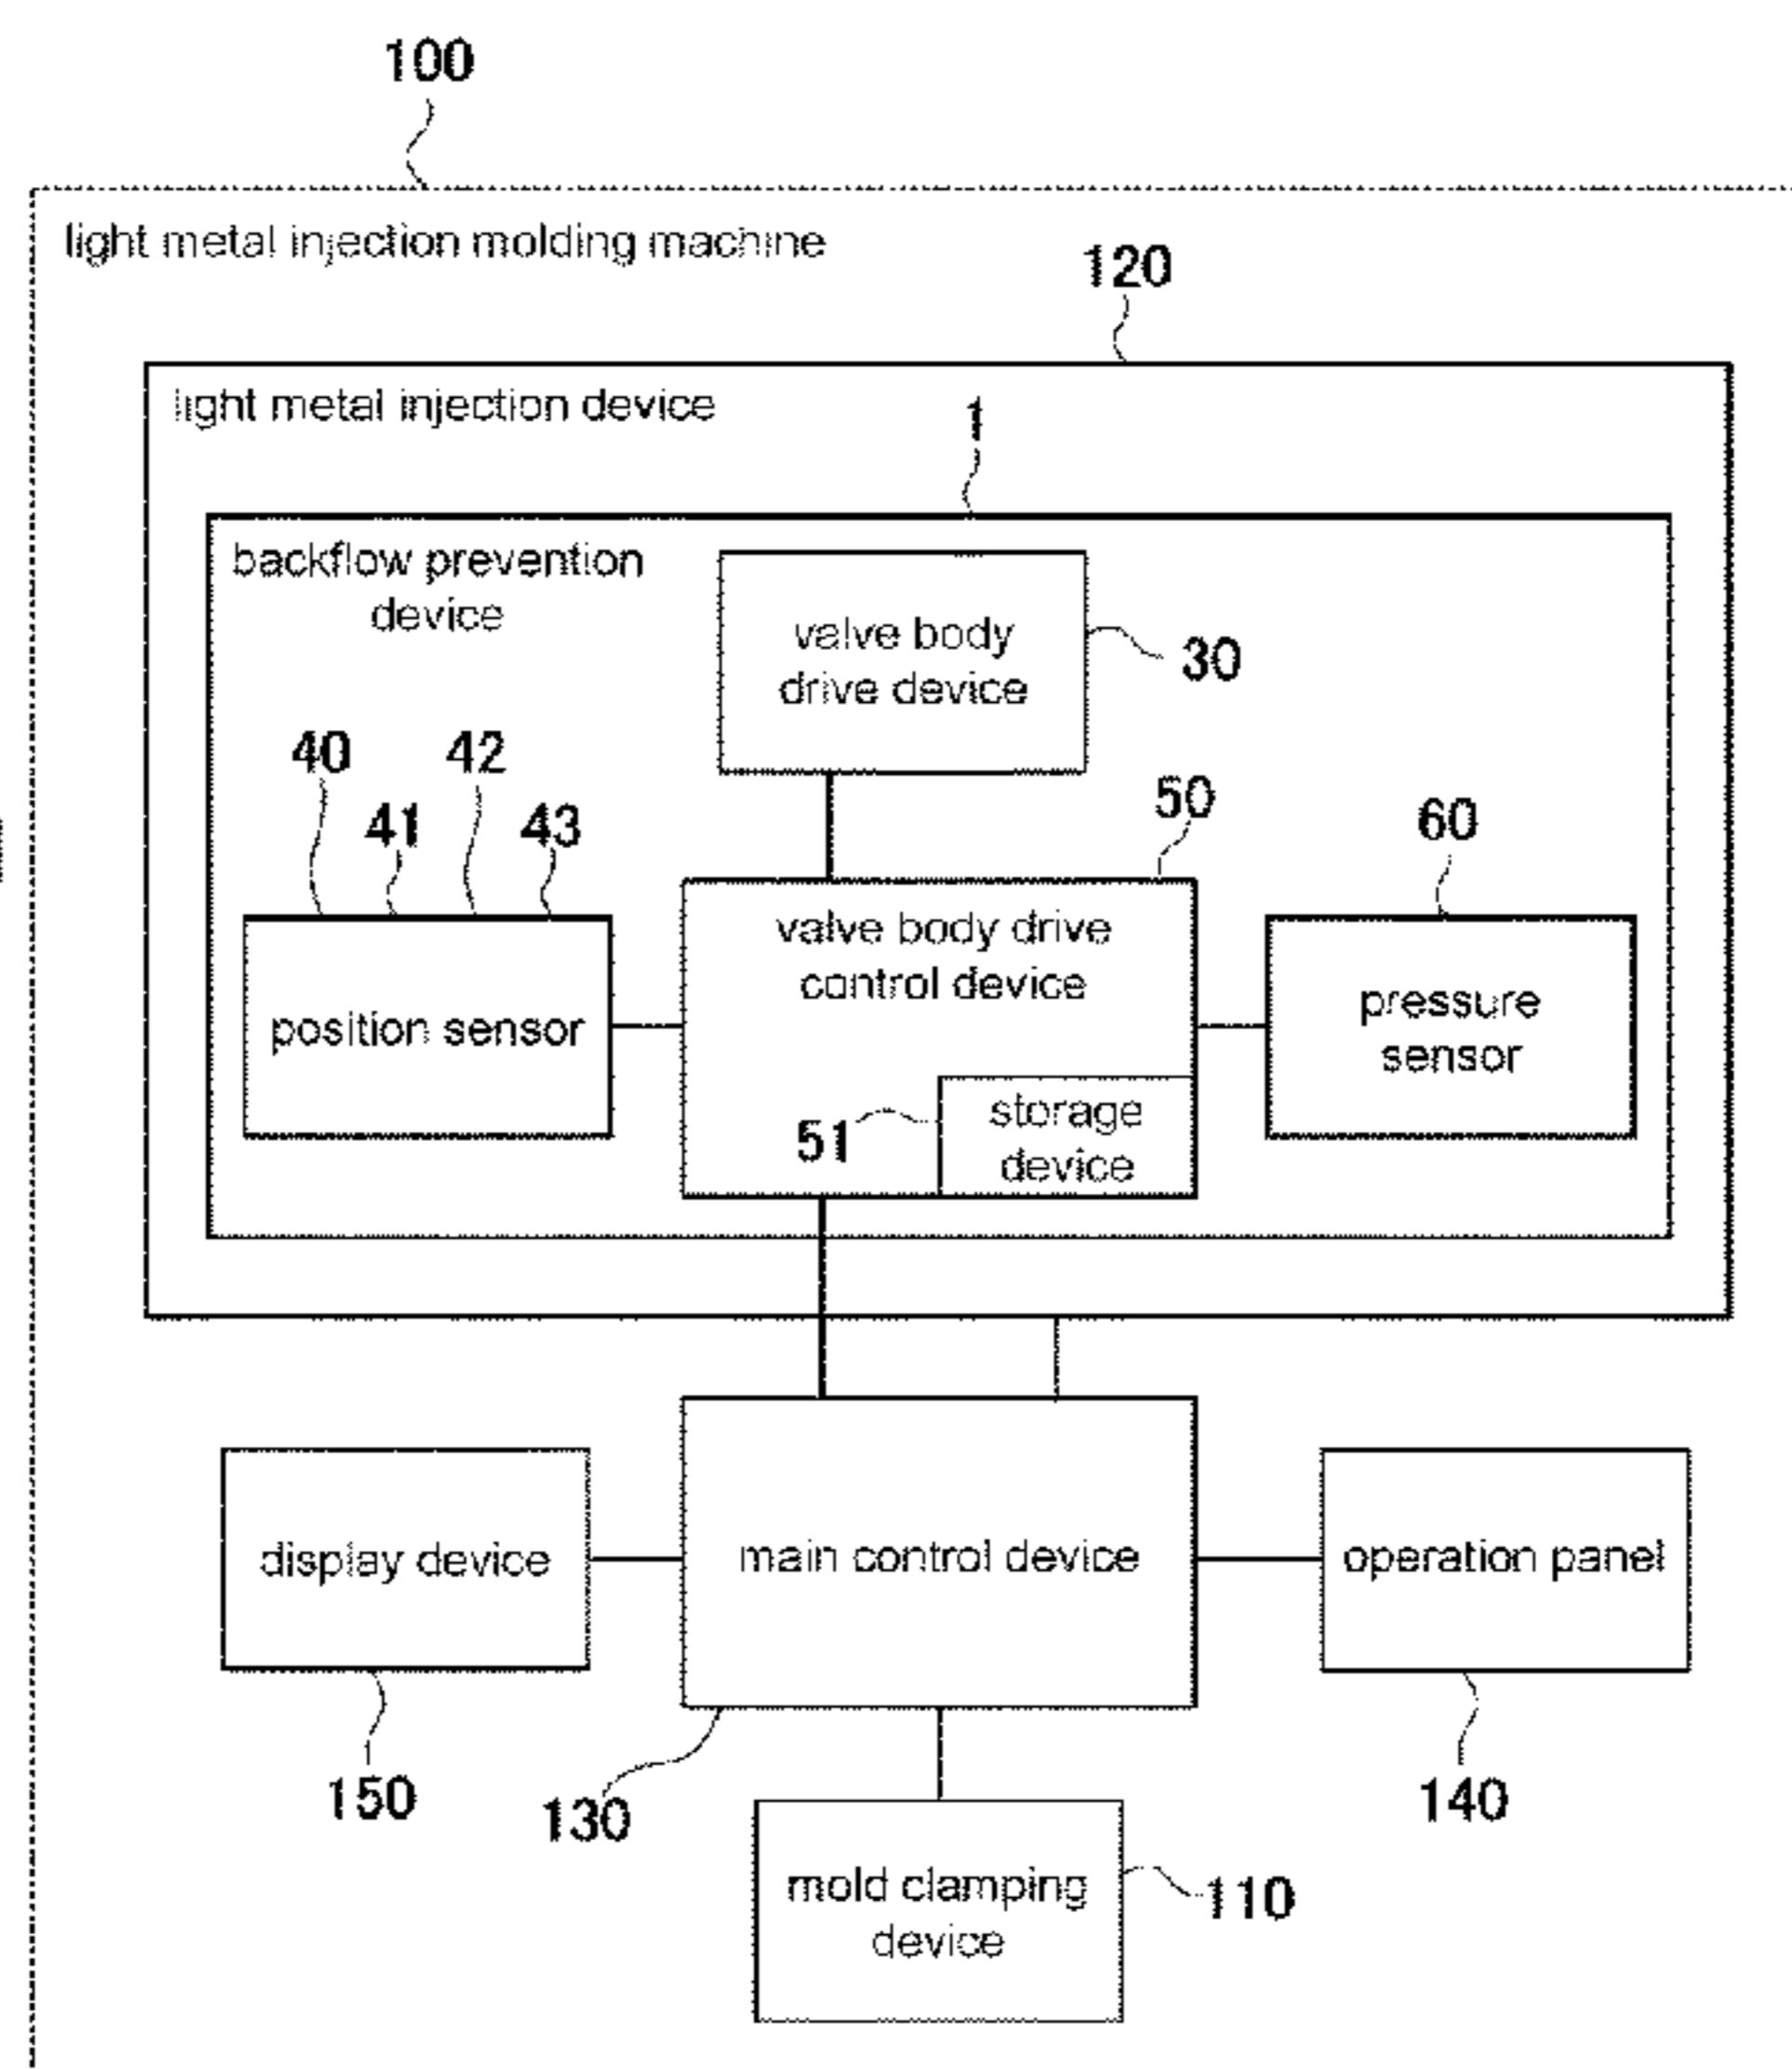 100
light metal injection molding machine
120
light metal injection device
1
backflow prevention
device
valve body
drive device
30
40
42
41
43
50
60
valve body drive
control device
position sensor
pressure
sensor
51
storage
device
display device
main control device
operation panel
150
130
140
mold clamping
device
110